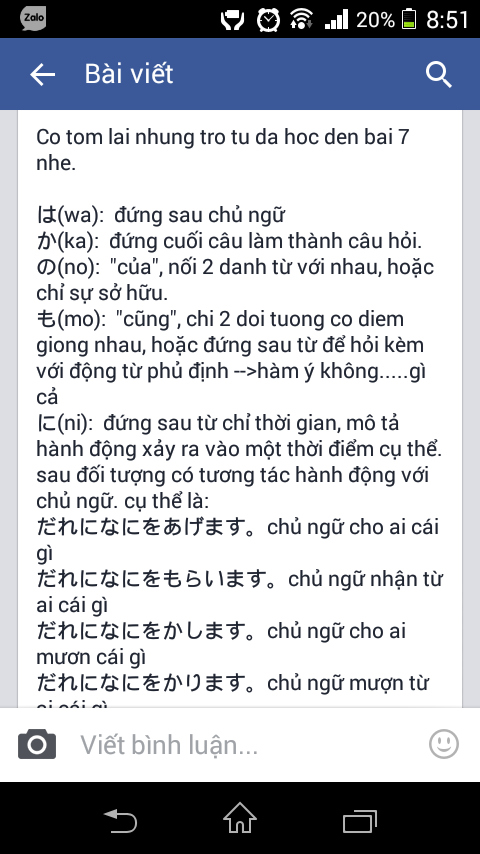 Zalo
20%
8:51
Bài viết
Co tom lai nhung tro tu da hoc den bai 7
nhe.
は(wa):  đứng sau chủ ngữ
か(ka):  đứng cuối câu làm thành câu hỏi.
の(no):  "của", nối 2 danh từ với nhau, hoặc
chỉ sự sở hữu.
も(mo):  "cũng", chi 2 doi tuong co diem
giong nhau, hoặc đứng sau từ để hỏi kèm
với động từ phủ định -->hàm ý không.....gì
cả
に(ni):  đứng sau từ chỉ thời gian, mô tả
hành động xảy ra vào một thời điểm cụ thể.
sau đối tượng có tương tác hành động với
chủ ngữ. cụ thể là:
だれになにをあげます。chủ ngữ cho ai cái
gì
だれになにをもらいます。chủ ngữ nhận từ
ai cái gì
だれになにをかします。chủ ngữ cho ai
mươn cái gì
だれになにをかります。chủ ngữ mượn từ
ai cái gì
Viết bình luận...